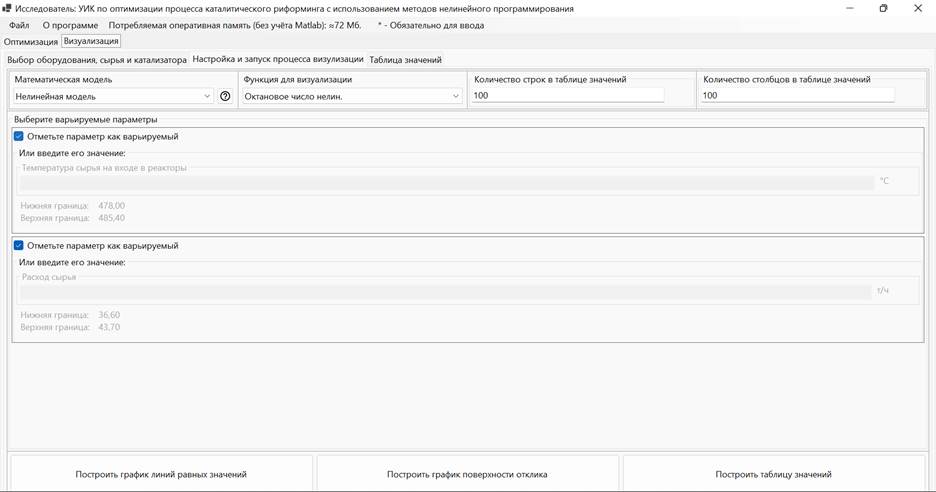 Исследователь: УИК по оптимизации процесса каталитического риформинга с использованием методов нелинейного программирования
Файл О программе Потребляемая оперативная память (без учёта Matlab): ≈72 Мб. * - Обязательно для ввода
Оптимизация Визуализация
Выбор оборудования, сырья и катализатора Настройка и запуск процесса визулизации Таблица значений
Математическая модель Функция для визуализации Количество строк в таблице значений Количество столбцов в таблице значений
Нелинейная модель Октановое число нелин. 100 100
Выберите варьируемые параметры
Отметьте параметр как варьируемый
Или введите его значение:
Температура сырья на входе в реакторы
°C
Нижняя граница: 478,00
Верхняя граница: 485,40
Отметьте параметр как варьируемый
Или введите его значение:
Расход сырья
т/ч
Нижняя граница: 36,60
Верхняя граница: 43,70
Построить график линий равных значений Построить график поверхности отклика Построить таблицу значений